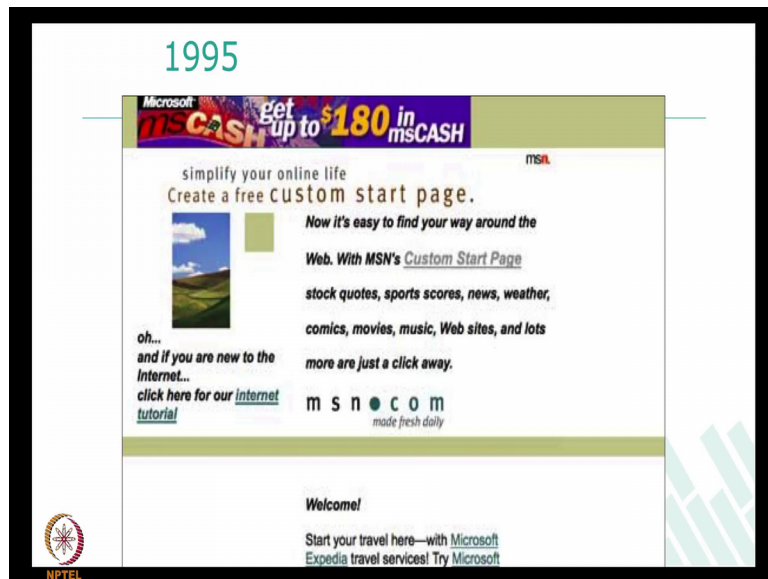 1995
Microsoft
msCASH get up to $180 in msCASH
msn.
simplify your online life
Create a free custom start page.
Now it's easy to find your way around the
Web. With MSN's Custom Start Page
stock quotes, sports scores, news, weather,
comics, movies, music, Web sites, and lots
more are just a click away.
oh...
and if you are new to the
Internet...
click here for our internet
tutorial
msn.com
made fresh daily
Welcome!
Start your travel here—with Microsoft
Expedia travel services! Try Microsoft
NPTEL